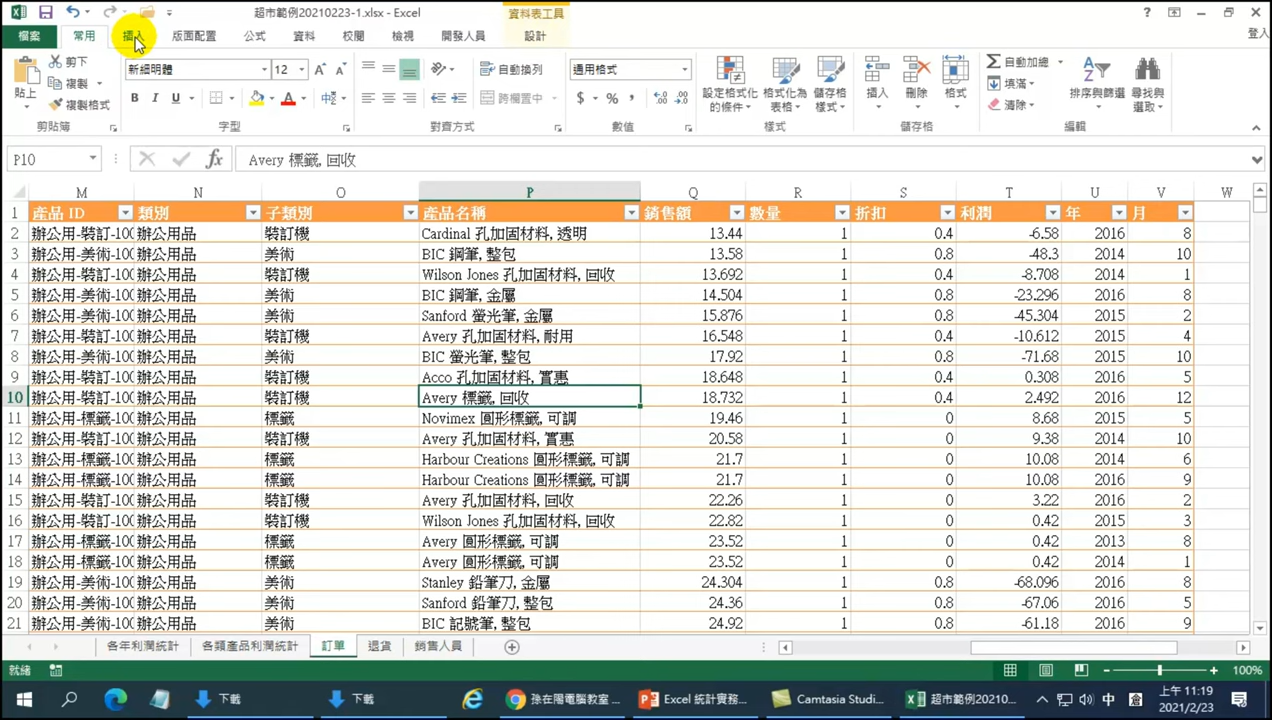 超市範例20210223-1.xlsx - Excel
資料表工具
檔案 常用 插入 版面配置 公式 資料 校閱 檢視 開發人員 設計 登入
貼上 剪下 複製 複製格式 剪貼簿
新細明體 12 B I U A 字型
自動換列 跨欄置中 對齊方式
通用格式 $ % , 數值
設定格式化的條件 格式化為表格 儲存格樣式 樣式
插入 刪除 格式 儲存格
自動加總 填滿 清除 排序與篩選 尋找與選取 編輯
P10 fx Avery 標籤, 回收
M N O P Q R S T U V W
1 產品 ID 類別 子類別 產品名稱 銷售額 數量 折扣 利潤 年 月
2 辦公用-裝訂-100 辦公用品 裝訂機 Cardinal 孔加固材料, 透明 13.44 1 0.4 -6.58 2016 8
3 辦公用-美術-100 辦公用品 美術 BIC 鋼筆, 整包 13.58 1 0.8 -48.3 2014 10
4 辦公用-裝訂-100 辦公用品 裝訂機 Wilson Jones 孔加固材料, 回收 13.692 1 0.4 -8.708 2014 1
5 辦公用-美術-100 辦公用品 美術 BIC 鋼筆, 金屬 14.504 1 0.8 -23.296 2016 8
6 辦公用-美術-100 辦公用品 美術 Sanford 螢光筆, 金屬 15.876 1 0.8 -45.304 2015 2
7 辦公用-裝訂-100 辦公用品 裝訂機 Avery 孔加固材料, 耐用 16.548 1 0.4 -10.612 2015 4
8 辦公用-美術-100 辦公用品 美術 BIC 螢光筆, 整包 17.92 1 0.8 -71.68 2015 10
9 辦公用-裝訂-100 辦公用品 裝訂機 Acco 孔加固材料, 實惠 18.648 1 0.4 0.308 2016 5
10 辦公用-裝訂-100 辦公用品 裝訂機 Avery 標籤, 回收 18.732 1 0.4 2.492 2016 12
11 辦公用-標籤-100 辦公用品 標籤 Novimex 圓形標籤, 可調 19.46 1 0 8.68 2015 5
12 辦公用-裝訂-100 辦公用品 裝訂機 Avery 孔加固材料, 實惠 20.58 1 0 9.38 2014 10
13 辦公用-標籤-100 辦公用品 標籤 Harbour Creations 圓形標籤, 可調 21.7 1 0 10.08 2014 6
14 辦公用-標籤-100 辦公用品 標籤 Harbour Creations 圓形標籤, 可調 21.7 1 0 10.08 2016 9
15 辦公用-裝訂-100 辦公用品 裝訂機 Avery 孔加固材料, 回收 22.26 1 0 3.22 2016 2
16 辦公用-裝訂-100 辦公用品 裝訂機 Wilson Jones 孔加固材料, 回收 22.82 1 0 0.42 2015 3
17 辦公用-標籤-100 辦公用品 標籤 Avery 圓形標籤, 可調 23.52 1 0 0.42 2013 8
18 辦公用-標籤-100 辦公用品 標籤 Avery 圓形標籤, 可調 23.52 1 0 0.42 2014 1
19 辦公用-美術-100 辦公用品 美術 Stanley 鉛筆刀, 金屬 24.304 1 0.8 -68.096 2016 8
20 辦公用-美術-100 辦公用品 美術 Sanford 鉛筆刀, 整包 24.36 1 0.8 -67.06 2016 5
21 辦公用-美術-100 辦公用品 美術 BIC 記號筆, 整包 24.92 1 0.8 -61.18 2016 9
各年利潤統計 各類產品利潤統計 訂單 退貨 銷售人員
就緒 100%
下載 下載 孫在陽電腦教室 ... Excel 統計實務... Camtasia Studi... 超市範例20210... 中 上午 11:19
2021/2/23